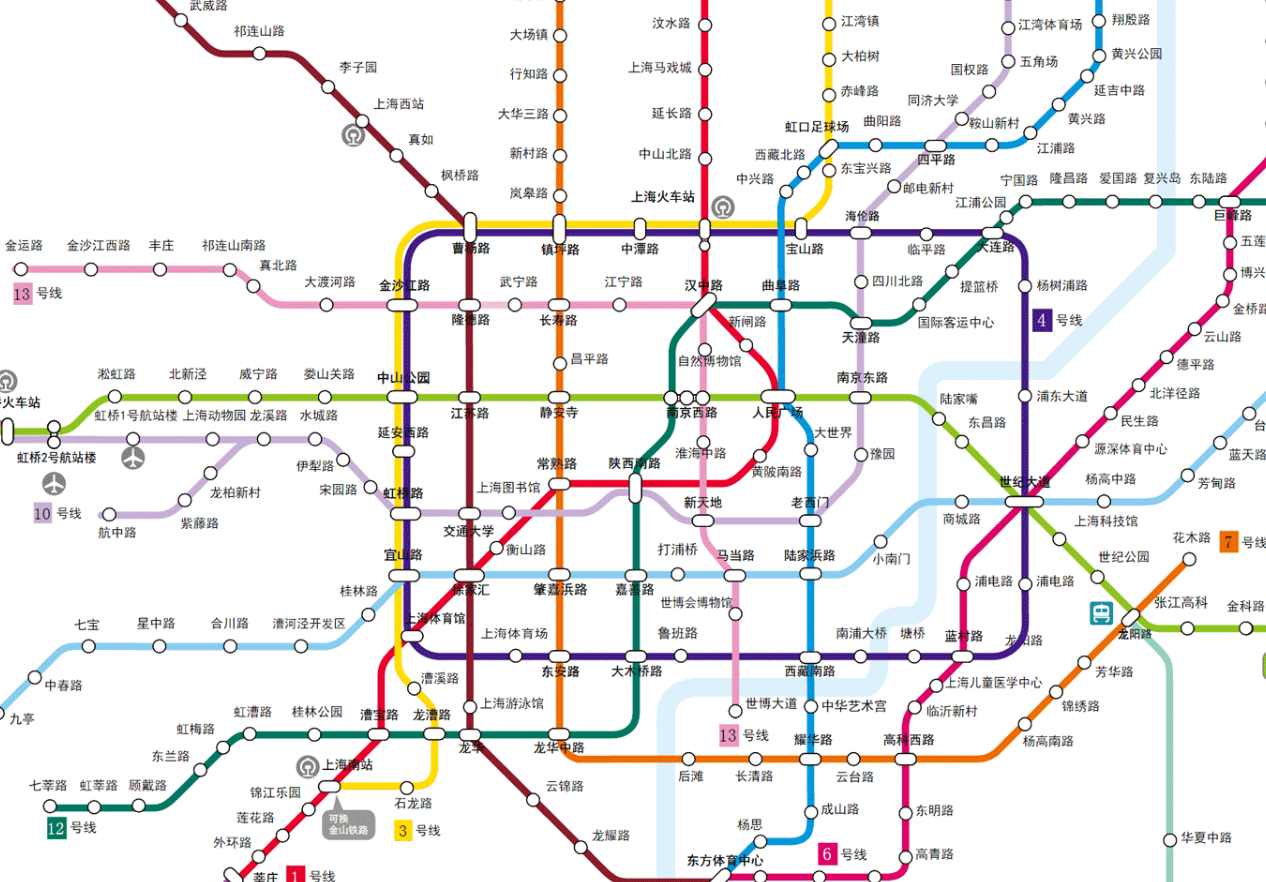 武威路
祁连山路
李子园
上海西站
真如
枫桥路
大场镇
行知路
大华三路
新村路
岚皋路
汶水路
上海马戏城
延长路
中山北路
上海火车站
江湾镇
大柏树
赤峰路
虹口足球场
东宝兴路
西藏北路
中兴路
曲阳路
四平路
鞍山新村
同济大学
国权路
五角场
江湾体育场
翔殷路
黄兴公园
延吉中路
黄兴路
江浦路
邮电新村
海伦路
江浦公园
宁国路
隆昌路
爱国路
复兴岛
东陆路
巨峰路
五莲
博兴
金桥路
云山路
德平路
北洋泾路
民生路
源深体育中心
曹杨路
镇坪路
中潭路
宝山路
临平路
大连路
杨树浦路
4
号线
浦东大道
金运路
金沙江西路
丰庄
祁连山南路
真北路
大渡河路
13
号线
金沙江路
隆德路
武宁路
长寿路
江宁路
汉中路
曲阜路
四川北路
提篮桥
国际客运中心
天潼路
新闸路
自然博物馆
昌平路
火车站
淞虹路
北新泾
威宁路
娄山关路
中山公园
江苏路
静安寺
南京西路
人民广场
南京东路
陆家嘴
东昌路
虹桥2号航站楼
虹桥1号航站楼
上海动物园
龙溪路
水城路
伊犁路
宋园路
龙柏新村
紫藤路
航中路
10
号线
延安西路
虹桥路
交通大学
上海图书馆
常熟路
陕西南路
淮海中路
黄陂南路
大世界
豫园
新天地
老西门
世纪大道
商城路
小南门
杨高中路
芳甸路
蓝天路
台
上海科技馆
世纪公园
花木路
7
号线
张江高科
金科路
龙阳路
芳华路
锦绣路
杨高南路
衡山路
宜山路
徐家汇
肇嘉浜路
嘉善路
打浦桥
马当路
陆家浜路
世博会博物馆
桂林路
漕河泾开发区
合川路
星中路
七宝
中春路
九亭
上海体育馆
上海体育场
东安路
大木桥路
鲁班路
西藏南路
南浦大桥
塘桥
蓝村路
浦电路
浦电路
上海儿童医学中心
临沂新村
漕溪路
上海游泳馆
世博大道
13
号线
中华艺术宫
虹梅路
虹漕路
桂林公园
漕宝路
龙漕路
龙华
龙华中路
东兰路
七莘路
虹莘路
顾戴路
12
号线
上海南站
锦江乐园
莲花路
外环路
莘庄
1
号线
可换
金山铁路
石龙路
3
号线
云锦路
龙耀路
后滩
长清路
耀华路
云台路
高科西路
成山路
杨思
东方体育中心
6
号线
东明路
高青路
华夏中路